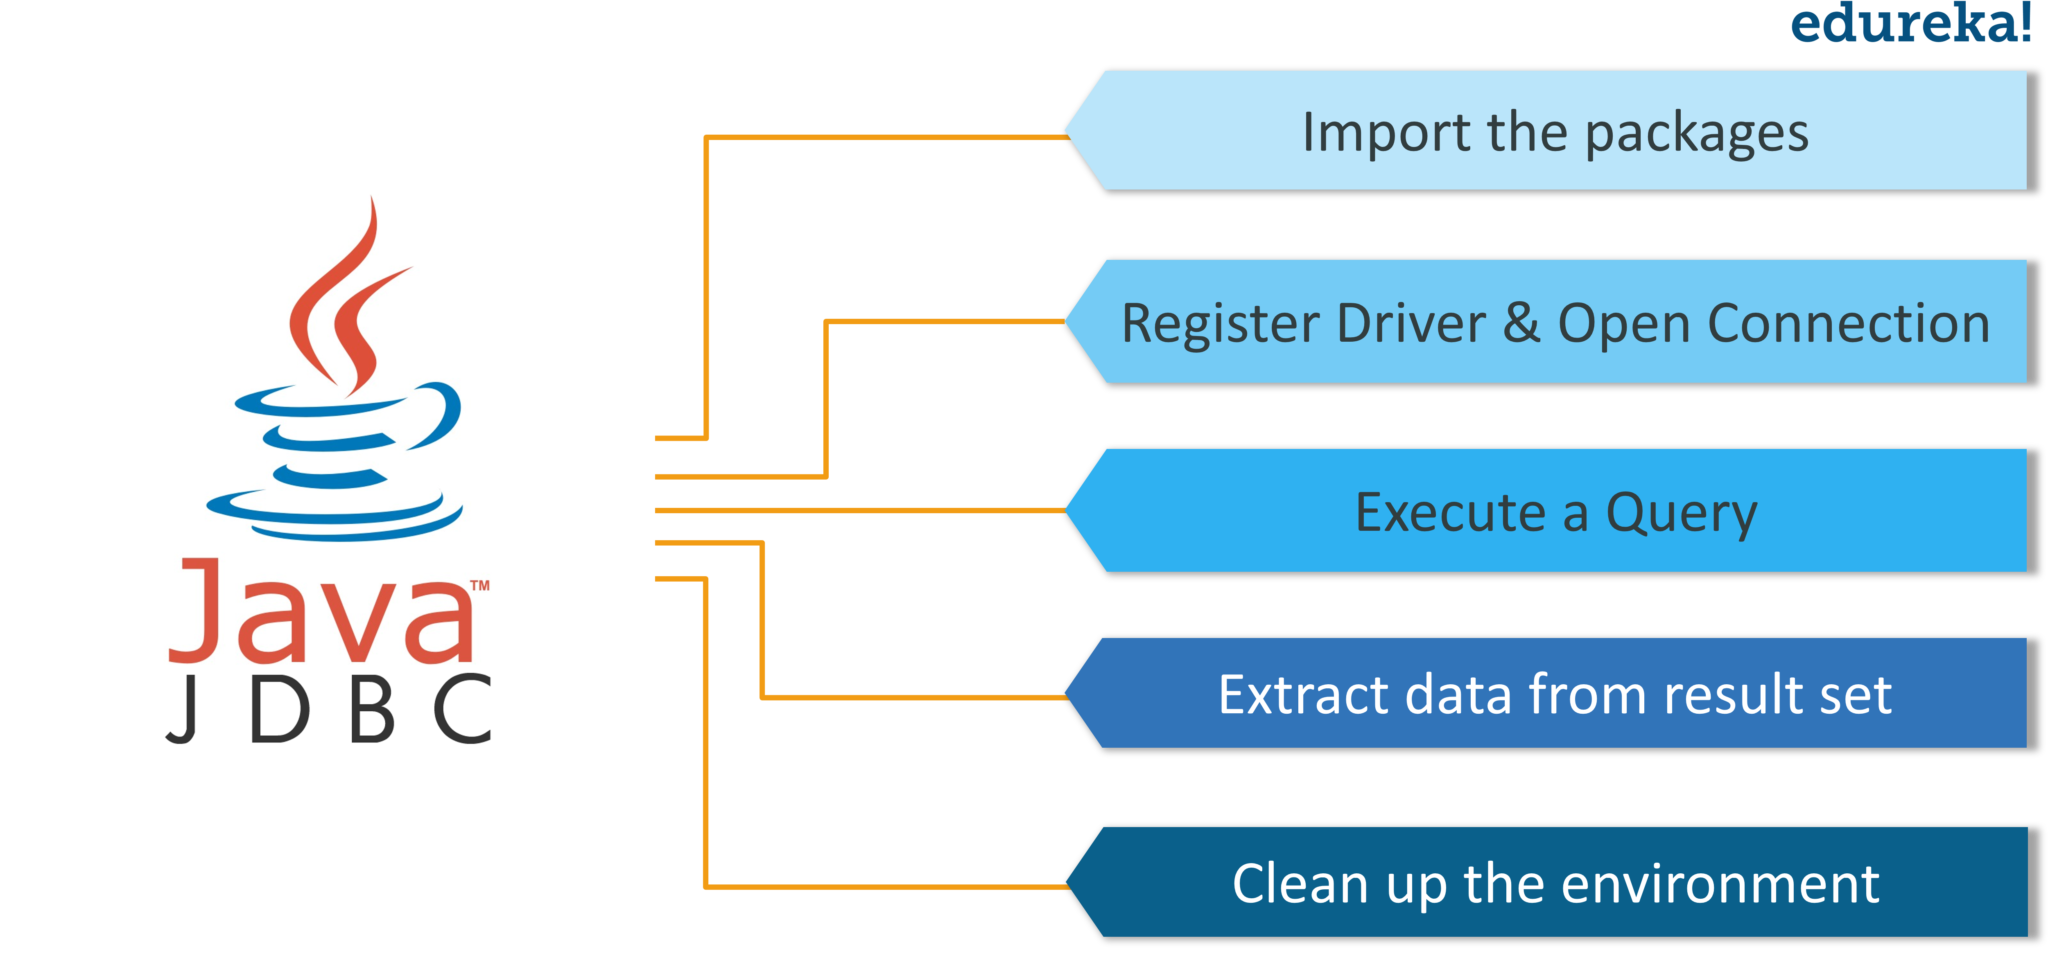 edureka!
Import the packages
Register Driver & Open Connection
Execute a Query
Extract data from result set
Clean up the environment
Java™
JDBC